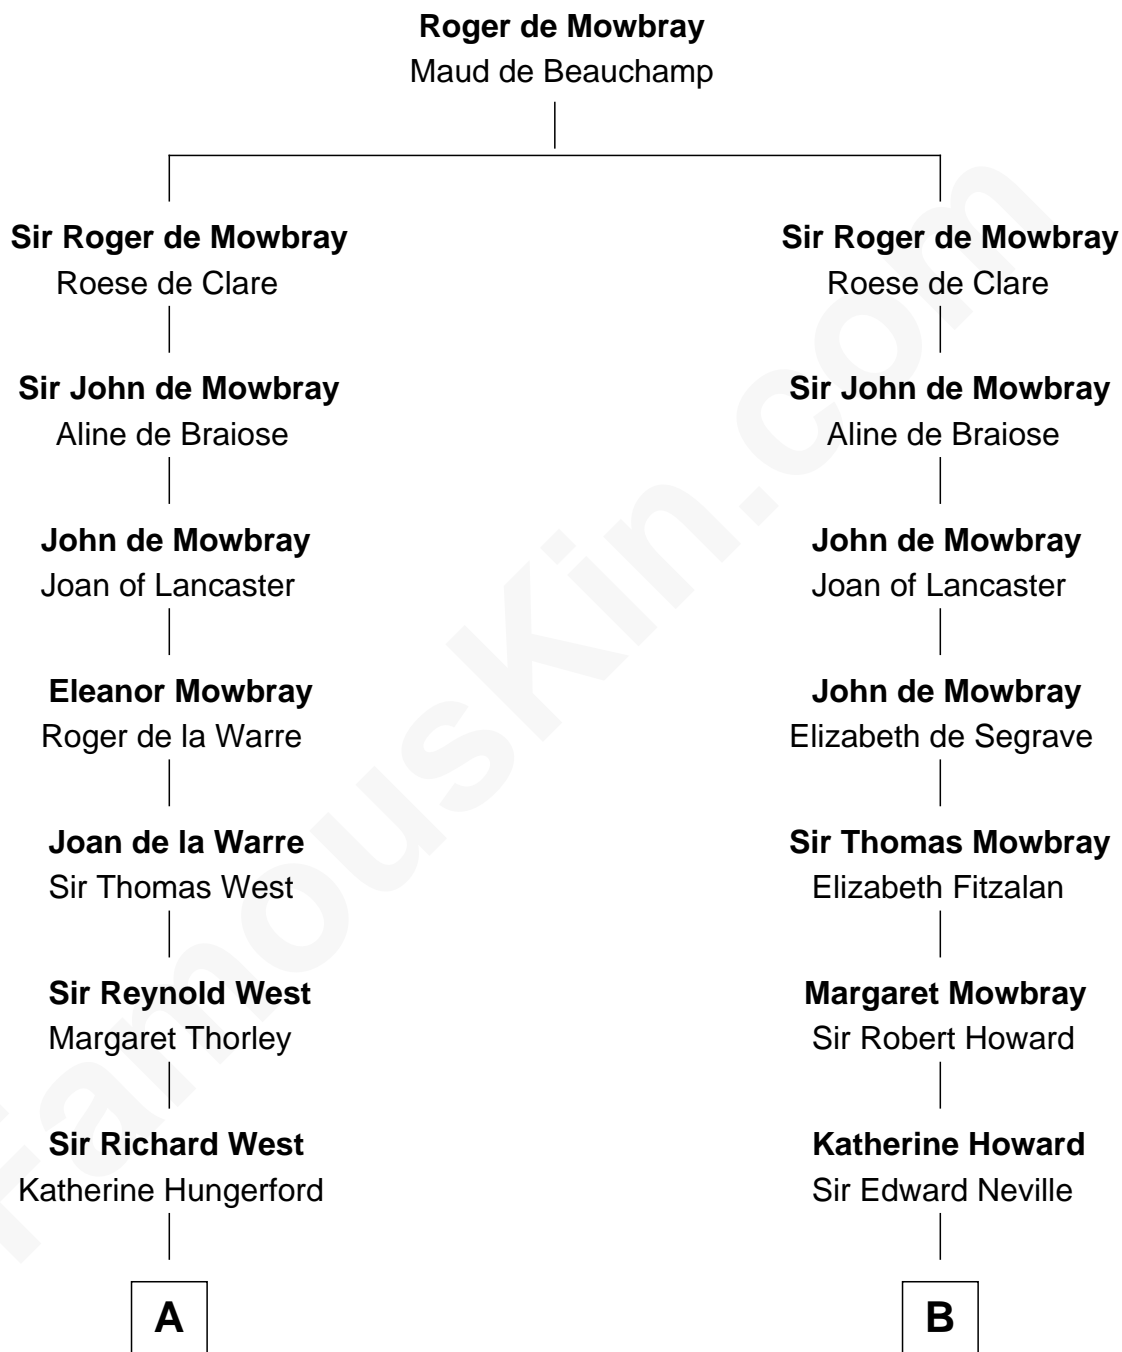 Roger de Mowbray
Maud de Beauchamp
Sir Roger de Mowbray
Roese de Clare
Sir John de Mowbray
Aline de Braiose
John de Mowbray
Joan of Lancaster
Eleanor Mowbray
Roger de la Warre
Joan de la Warre
Sir Thomas West
Sir Reynold West
Margaret Thorley
Sir Richard West
Katherine Hungerford
A
Sir Roger de Mowbray
Roese de Clare
Sir John de Mowbray
Aline de Braiose
John de Mowbray
Joan of Lancaster
John de Mowbray
Elizabeth de Segrave
Sir Thomas Mowbray
Elizabeth Fitzalan
Margaret Mowbray
Sir Robert Howard
Katherine Howard
Sir Edward Neville
B
FamousKin.com